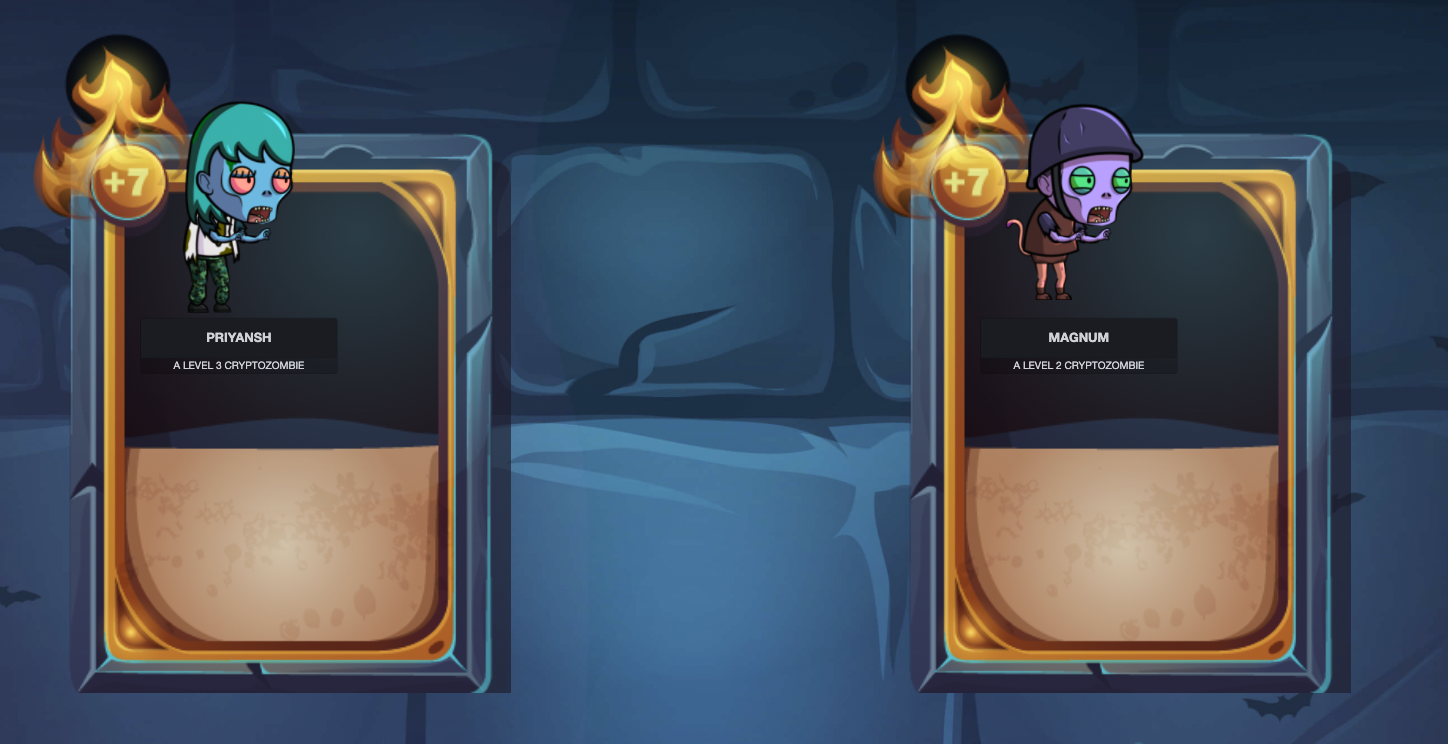 +7
PRIYANSH
A LEVEL 3 CRYPTOZOMBIE
+7
MAGNUM
A LEVEL 2 CRYPTOZOMBIE